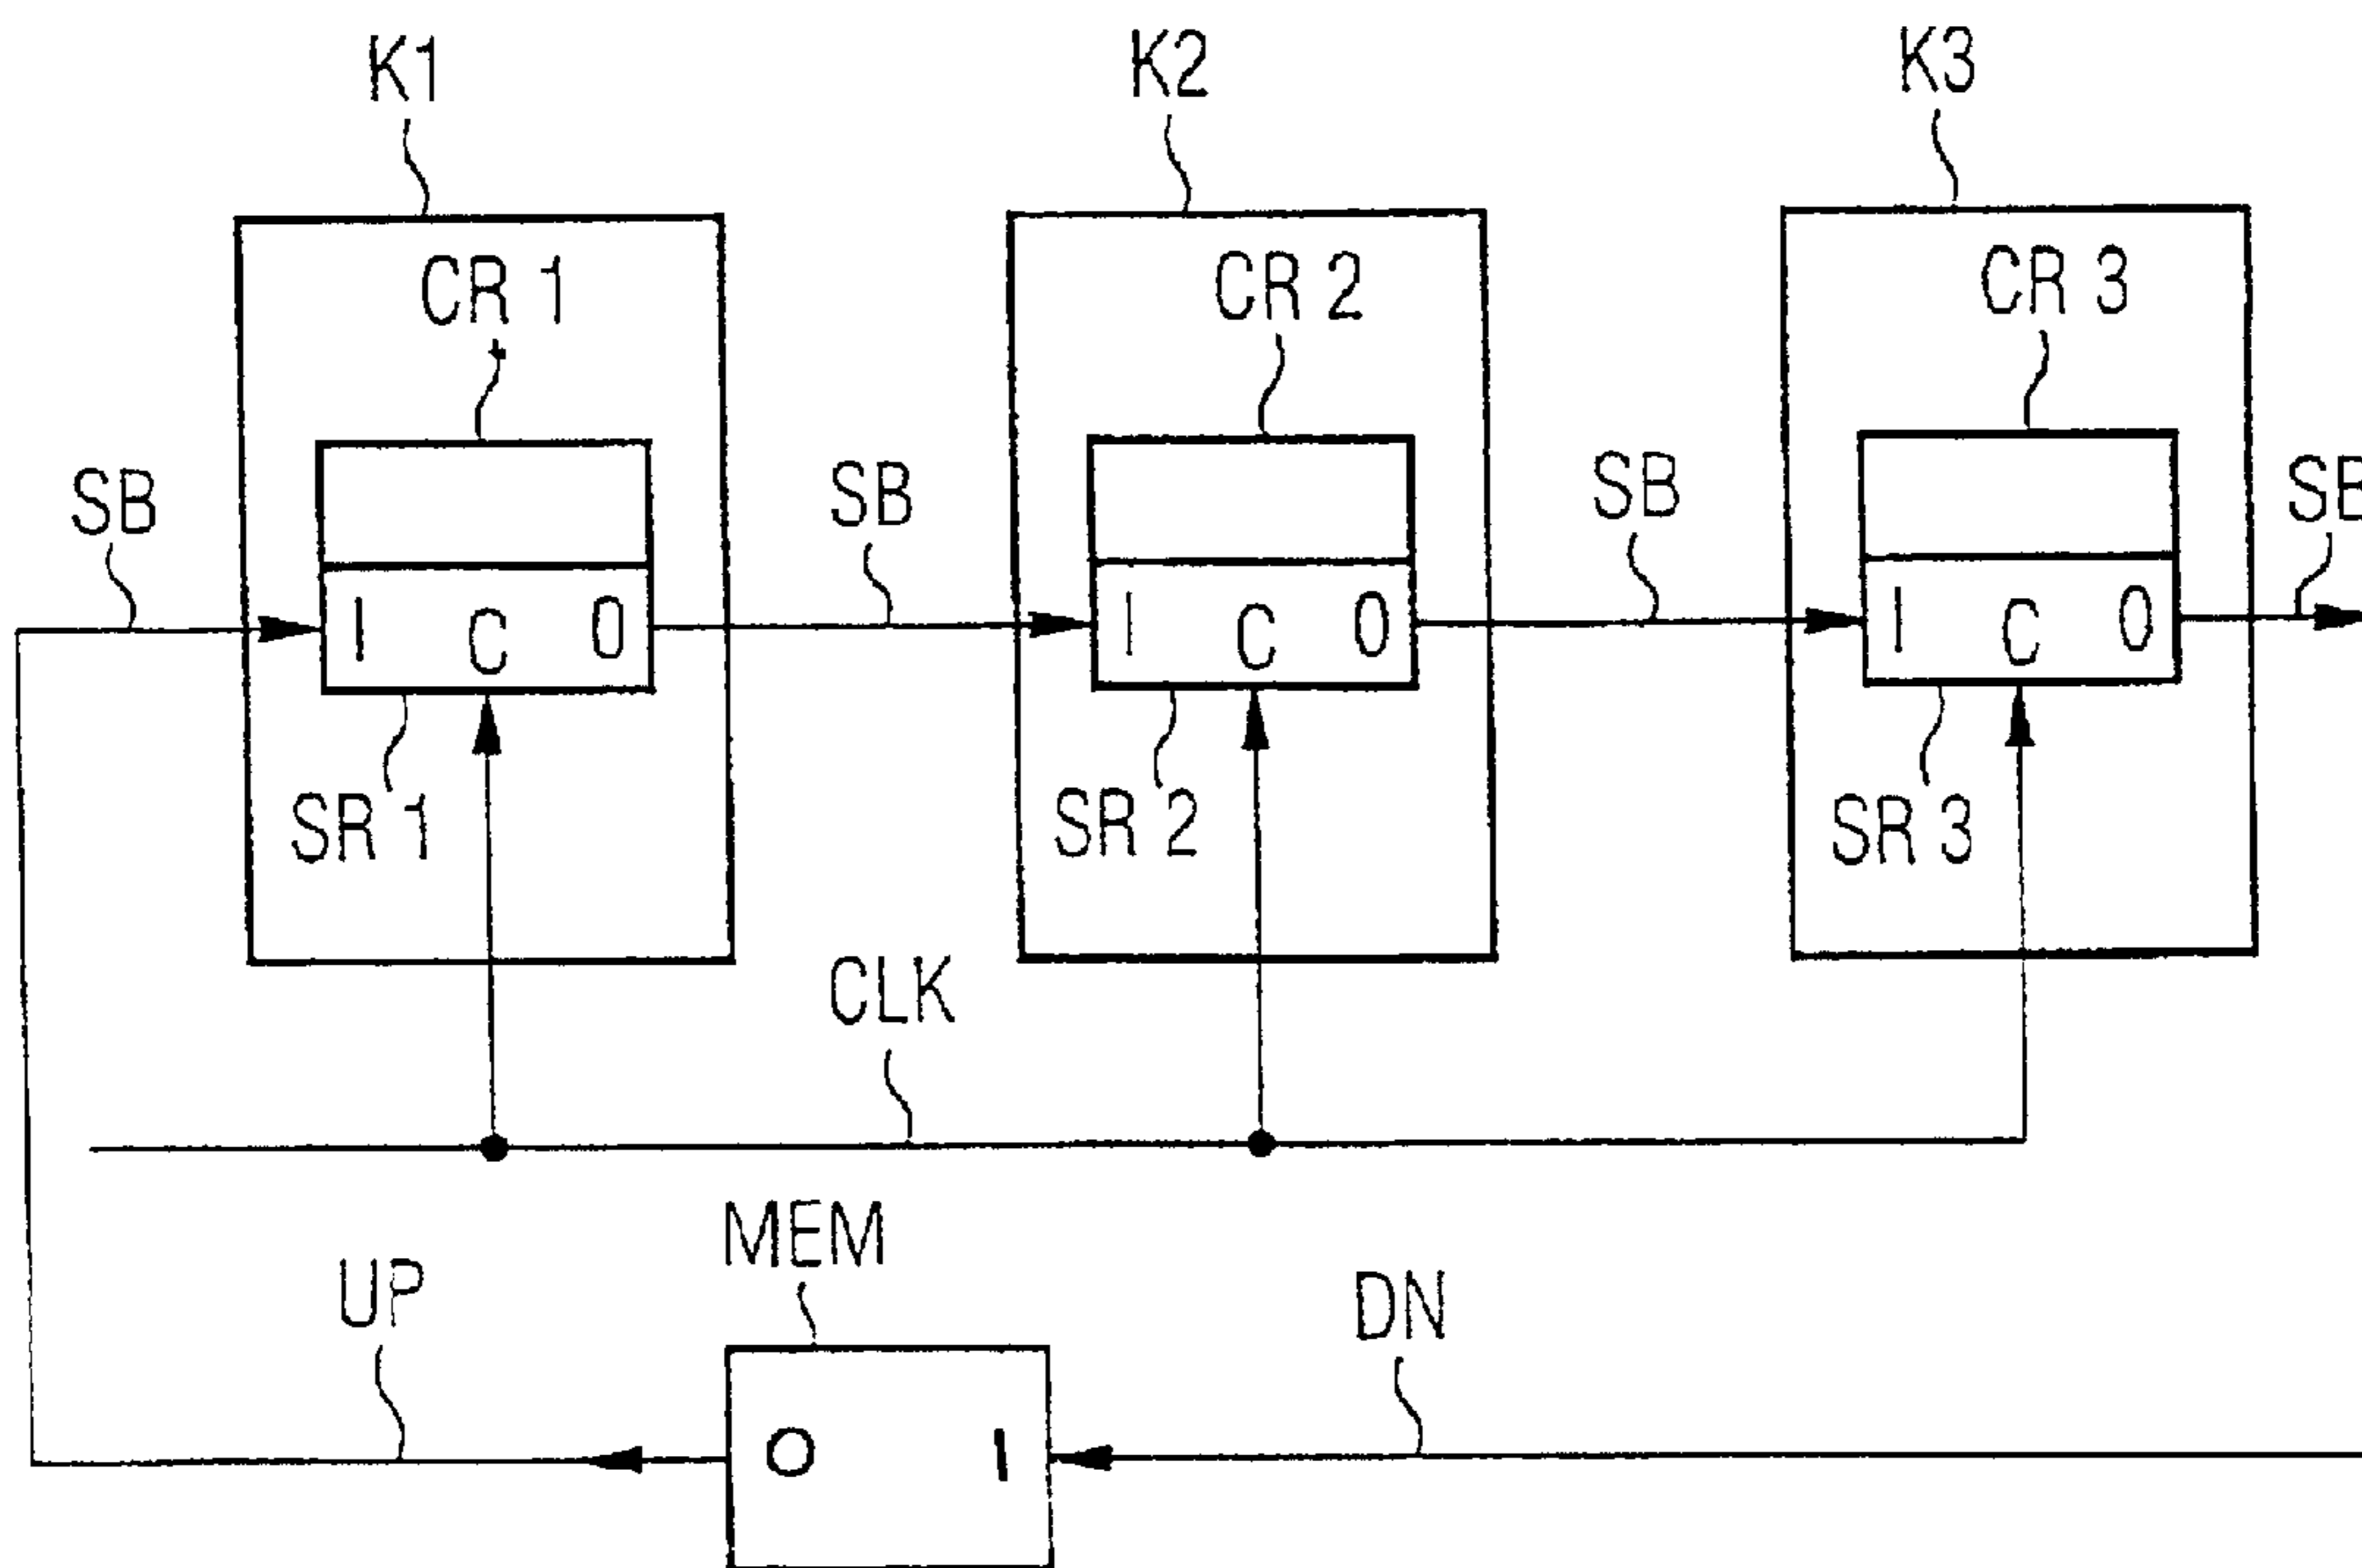 K1 K2 K3
CR 1 CR 2 CR 3
SB SB SB SB
I C O I C O I C O
SR 1 SR 2 SR 3
CLK
MEM
UP DN
O I